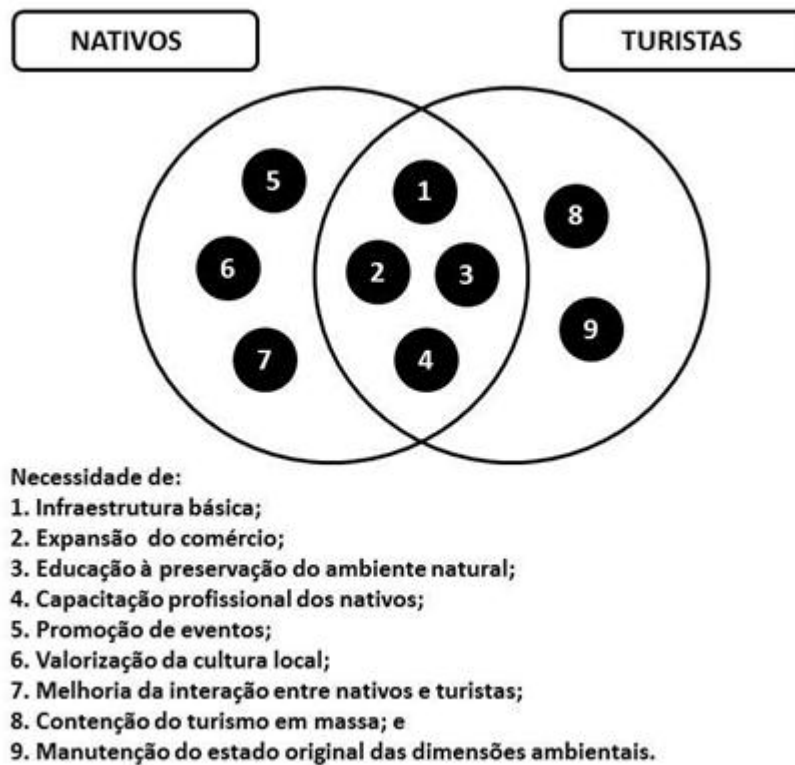 NATIVOS
TURISTAS
5
1
8
6
2
3
9
7
4
Necessidade de:
1. Infraestrutura básica;
2. Expansão do comércio;
3. Educação à preservação do ambiente natural;
4. Capacitação profissional dos nativos;
5. Promoção de eventos;
6. Valorização da cultura local;
7. Melhoria da interação entre nativos e turistas;
8. Contenção do turismo em massa; e
9. Manutenção do estado original das dimensões ambientais.